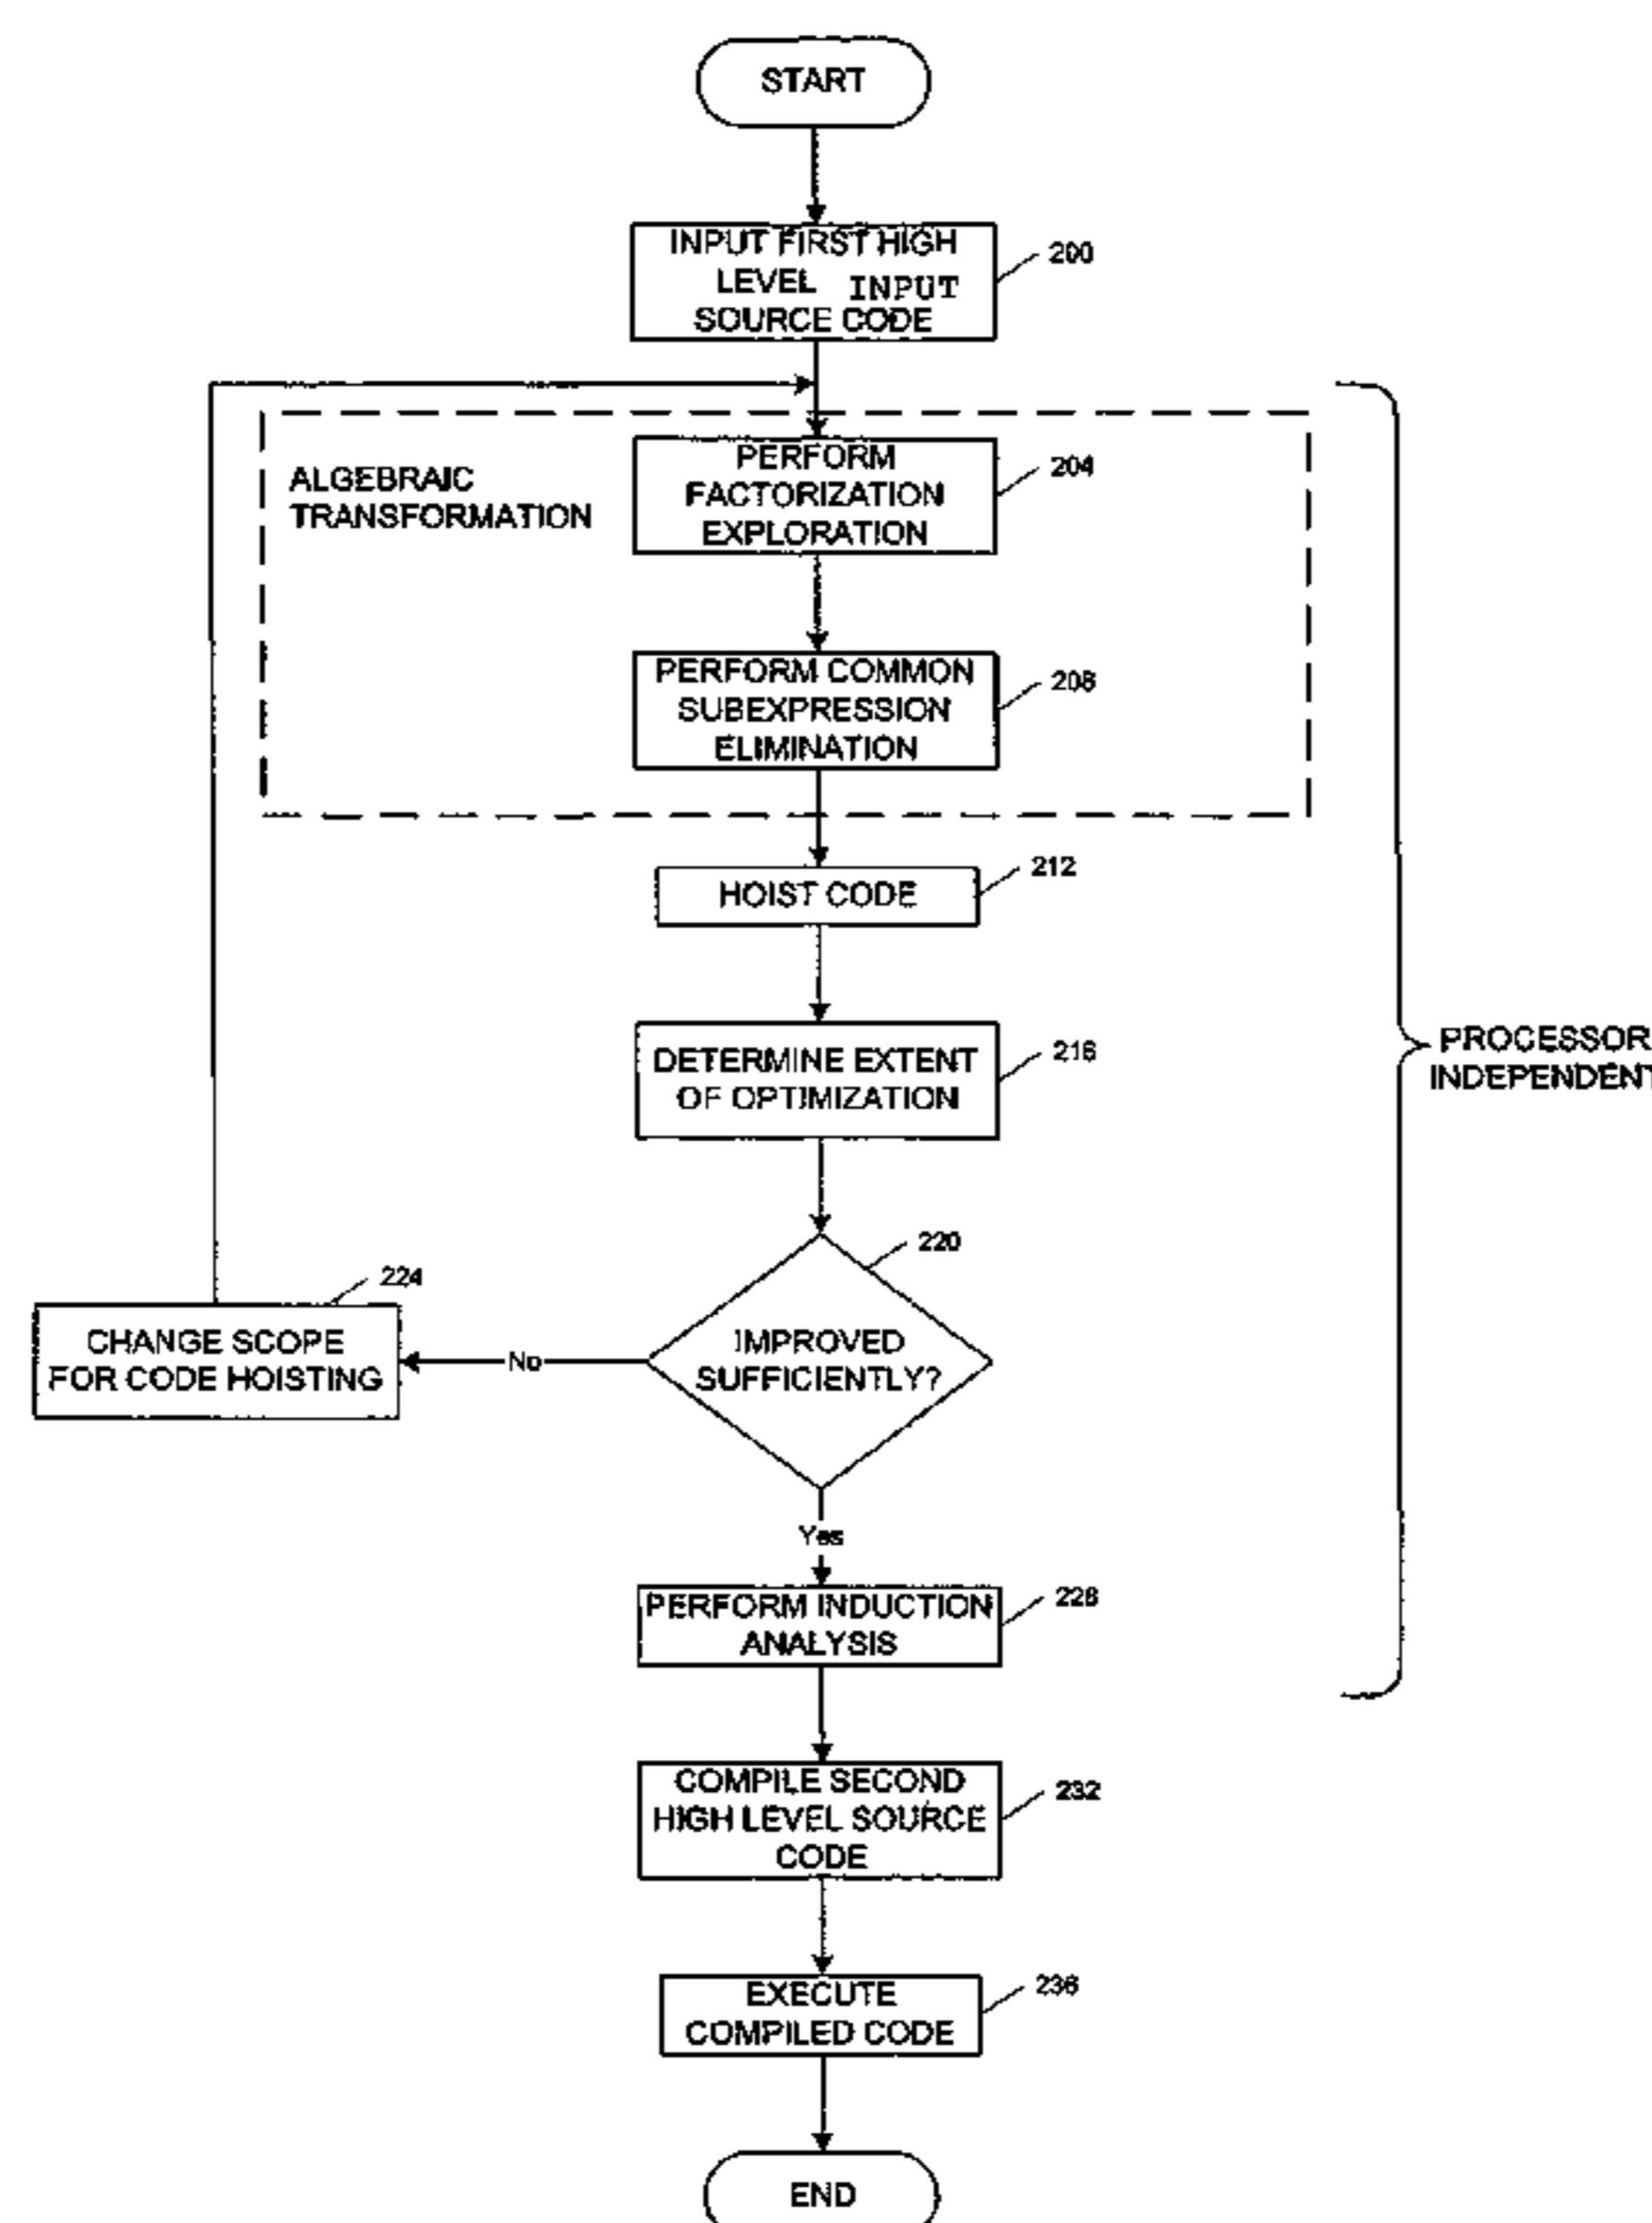 START
INPUT FIRST HIGH
LEVEL INPUT
SOURCE CODE
200
ALGEBRAIC
TRANSFORMATION
PERFORM
FACTORIZATION
EXPLORATION
204
PERFORM COMMON
SUBEXPRESSION
ELIMINATION
208
HOIST CODE
212
DETERMINE EXTENT
OF OPTIMIZATION
216
PROCESSOR
INDEPENDENT
220
IMPROVED
SUFFICIENTLY?
No
224
CHANGE SCOPE
FOR CODE HOISTING
Yes
PERFORM INDUCTION
ANALYSIS
228
COMPILE SECOND
HIGH LEVEL SOURCE
CODE
232
EXECUTE
COMPILED CODE
236
END